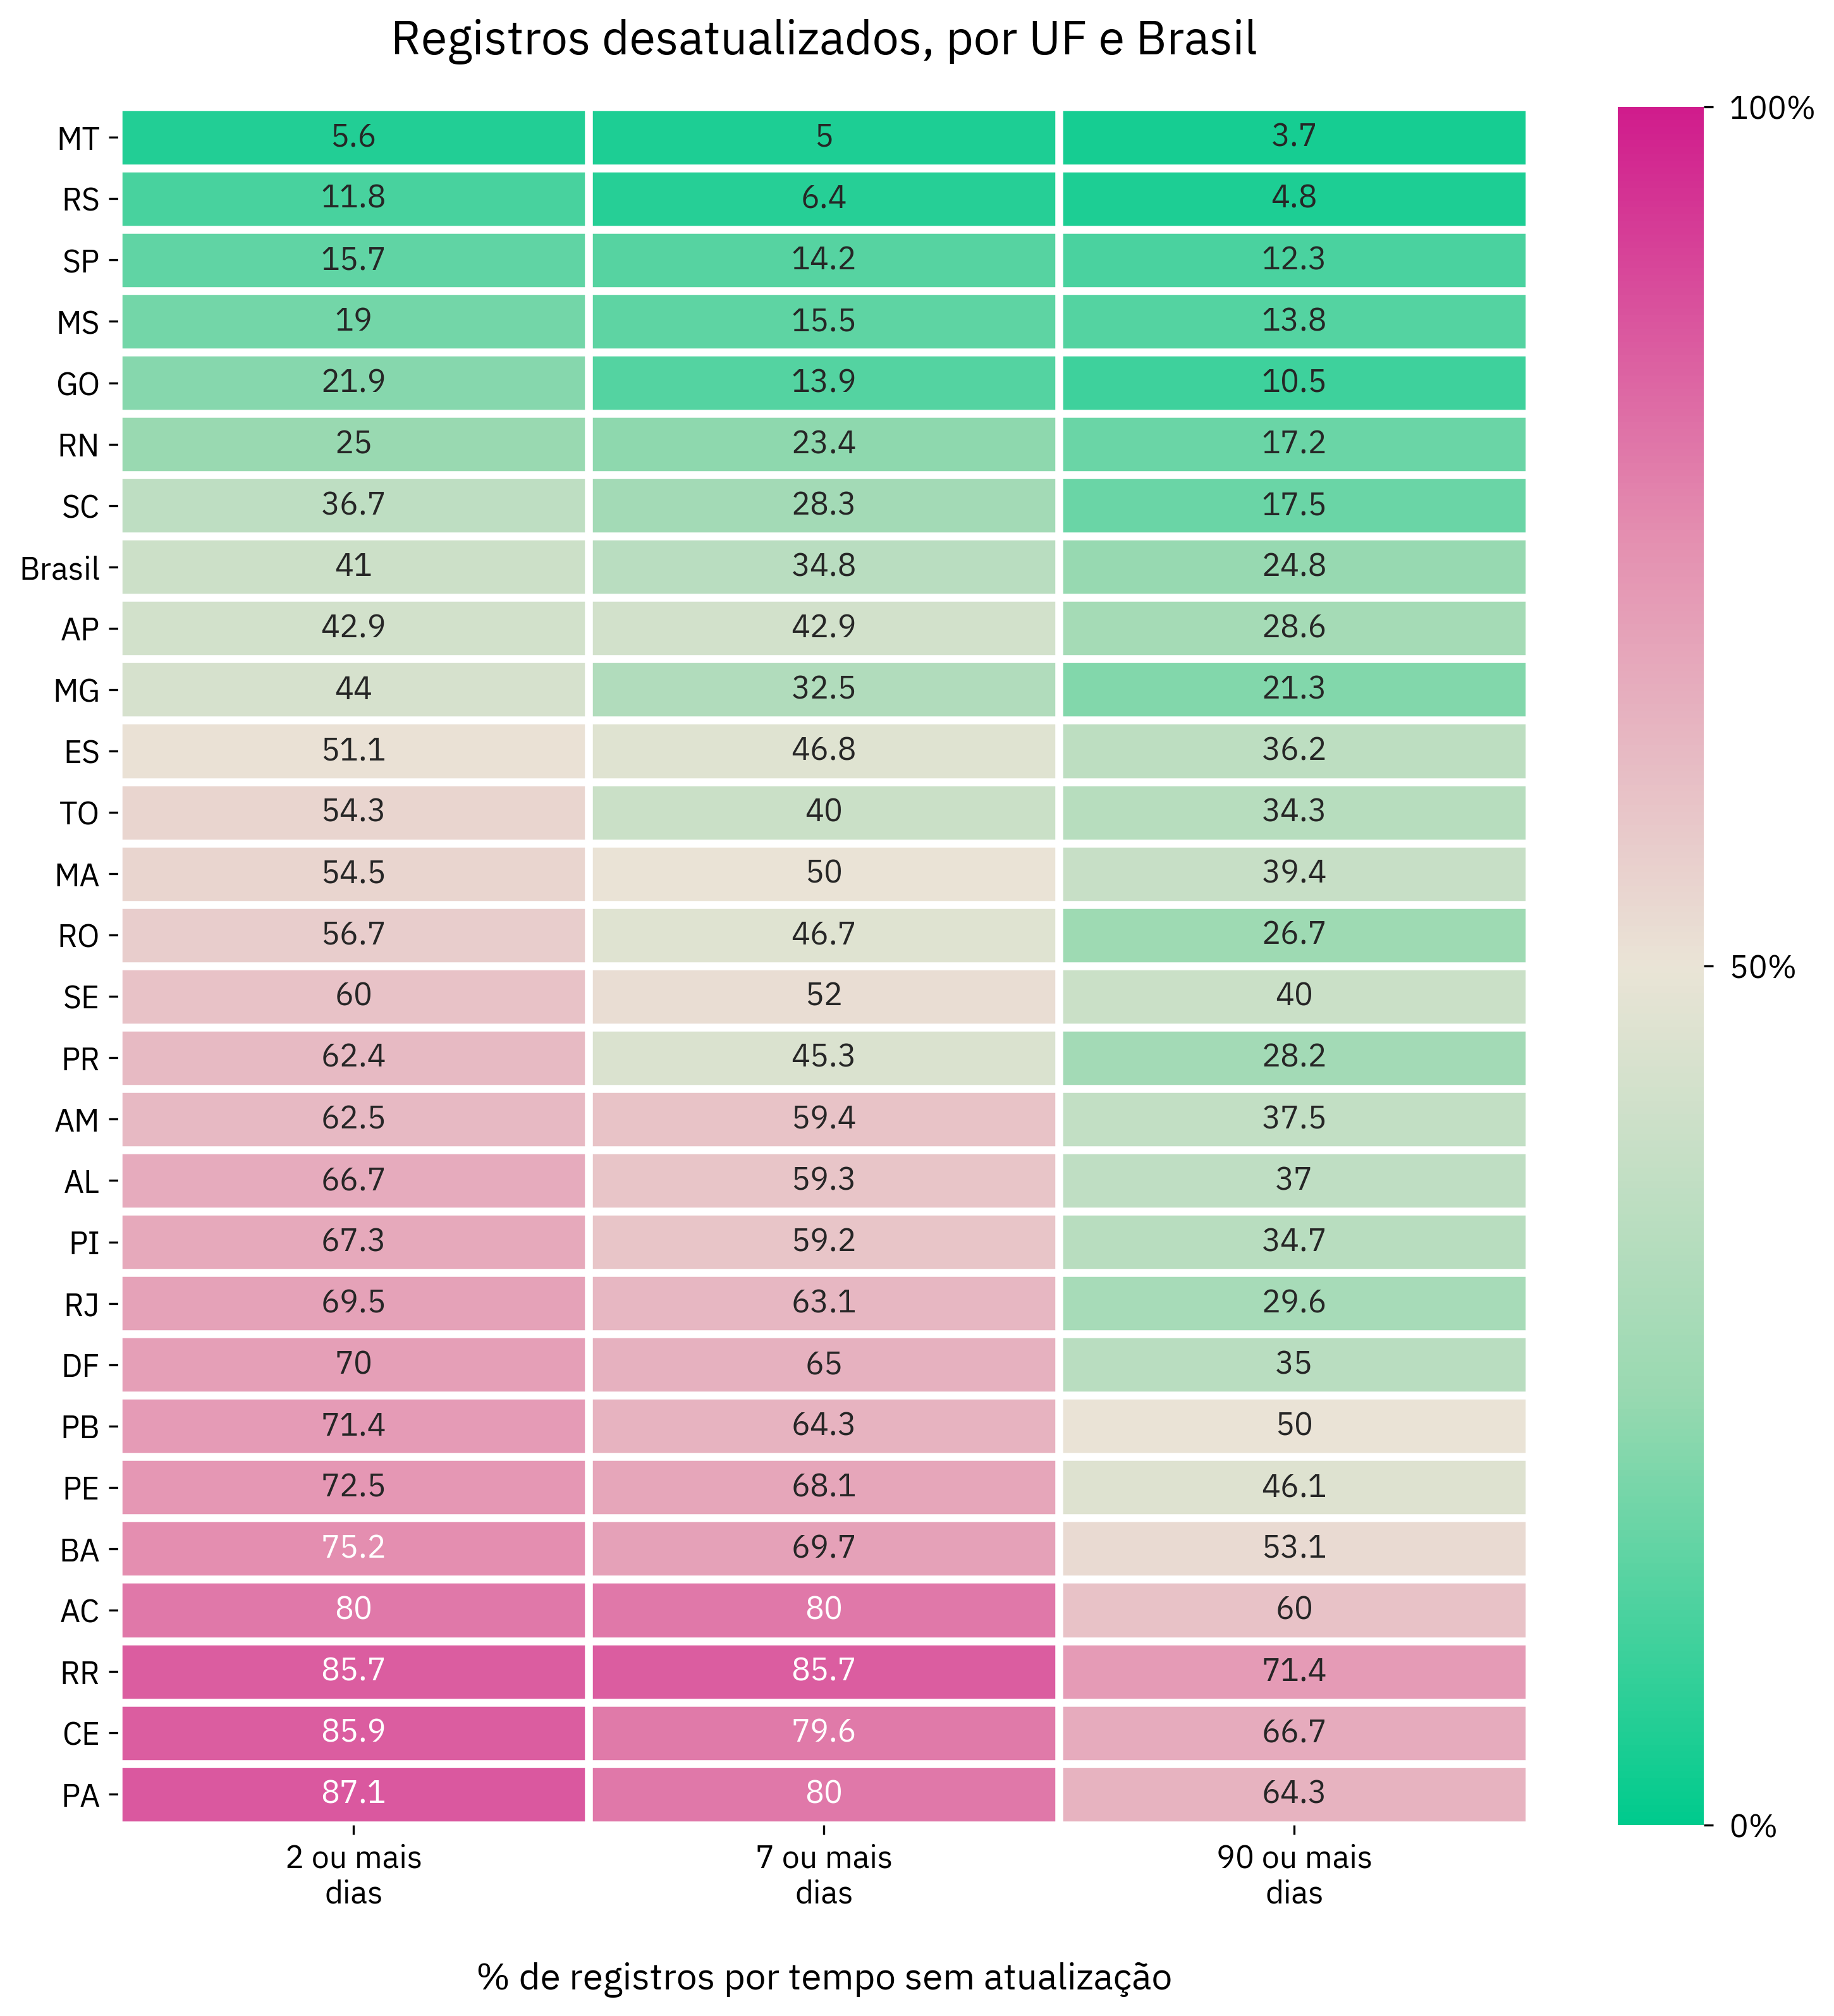 Registros desatualizados, por UF e Brasil
100%
MT 5.6 5 3.7
RS 11.8 6.4 4.8
SP 15.7 14.2 12.3
MS 19 15.5 13.8
GO 21.9 13.9 10.5
RN 25 23.4 17.2
SC 36.7 28.3 17.5
Brasil 41 34.8 24.8
AP 42.9 42.9 28.6
MG 44 32.5 21.3
ES 51.1 46.8 36.2
TO 54.3 40 34.3
MA 54.5 50 39.4
RO 56.7 46.7 26.7
50%
SE 60 52 40
PR 62.4 45.3 28.2
AM 62.5 59.4 37.5
AL 66.7 59.3 37
PI 67.3 59.2 34.7
RJ 69.5 63.1 29.6
DF 70 65 35
PB 71.4 64.3 50
PE 72.5 68.1 46.1
BA 75.2 69.7 53.1
AC 80 80 60
RR 85.7 85.7 71.4
CE 85.9 79.6 66.7
PA 87.1 80 64.3
0%
2 ou mais 7 ou mais 90 ou mais
dias dias dias
% de registros por tempo sem atualização